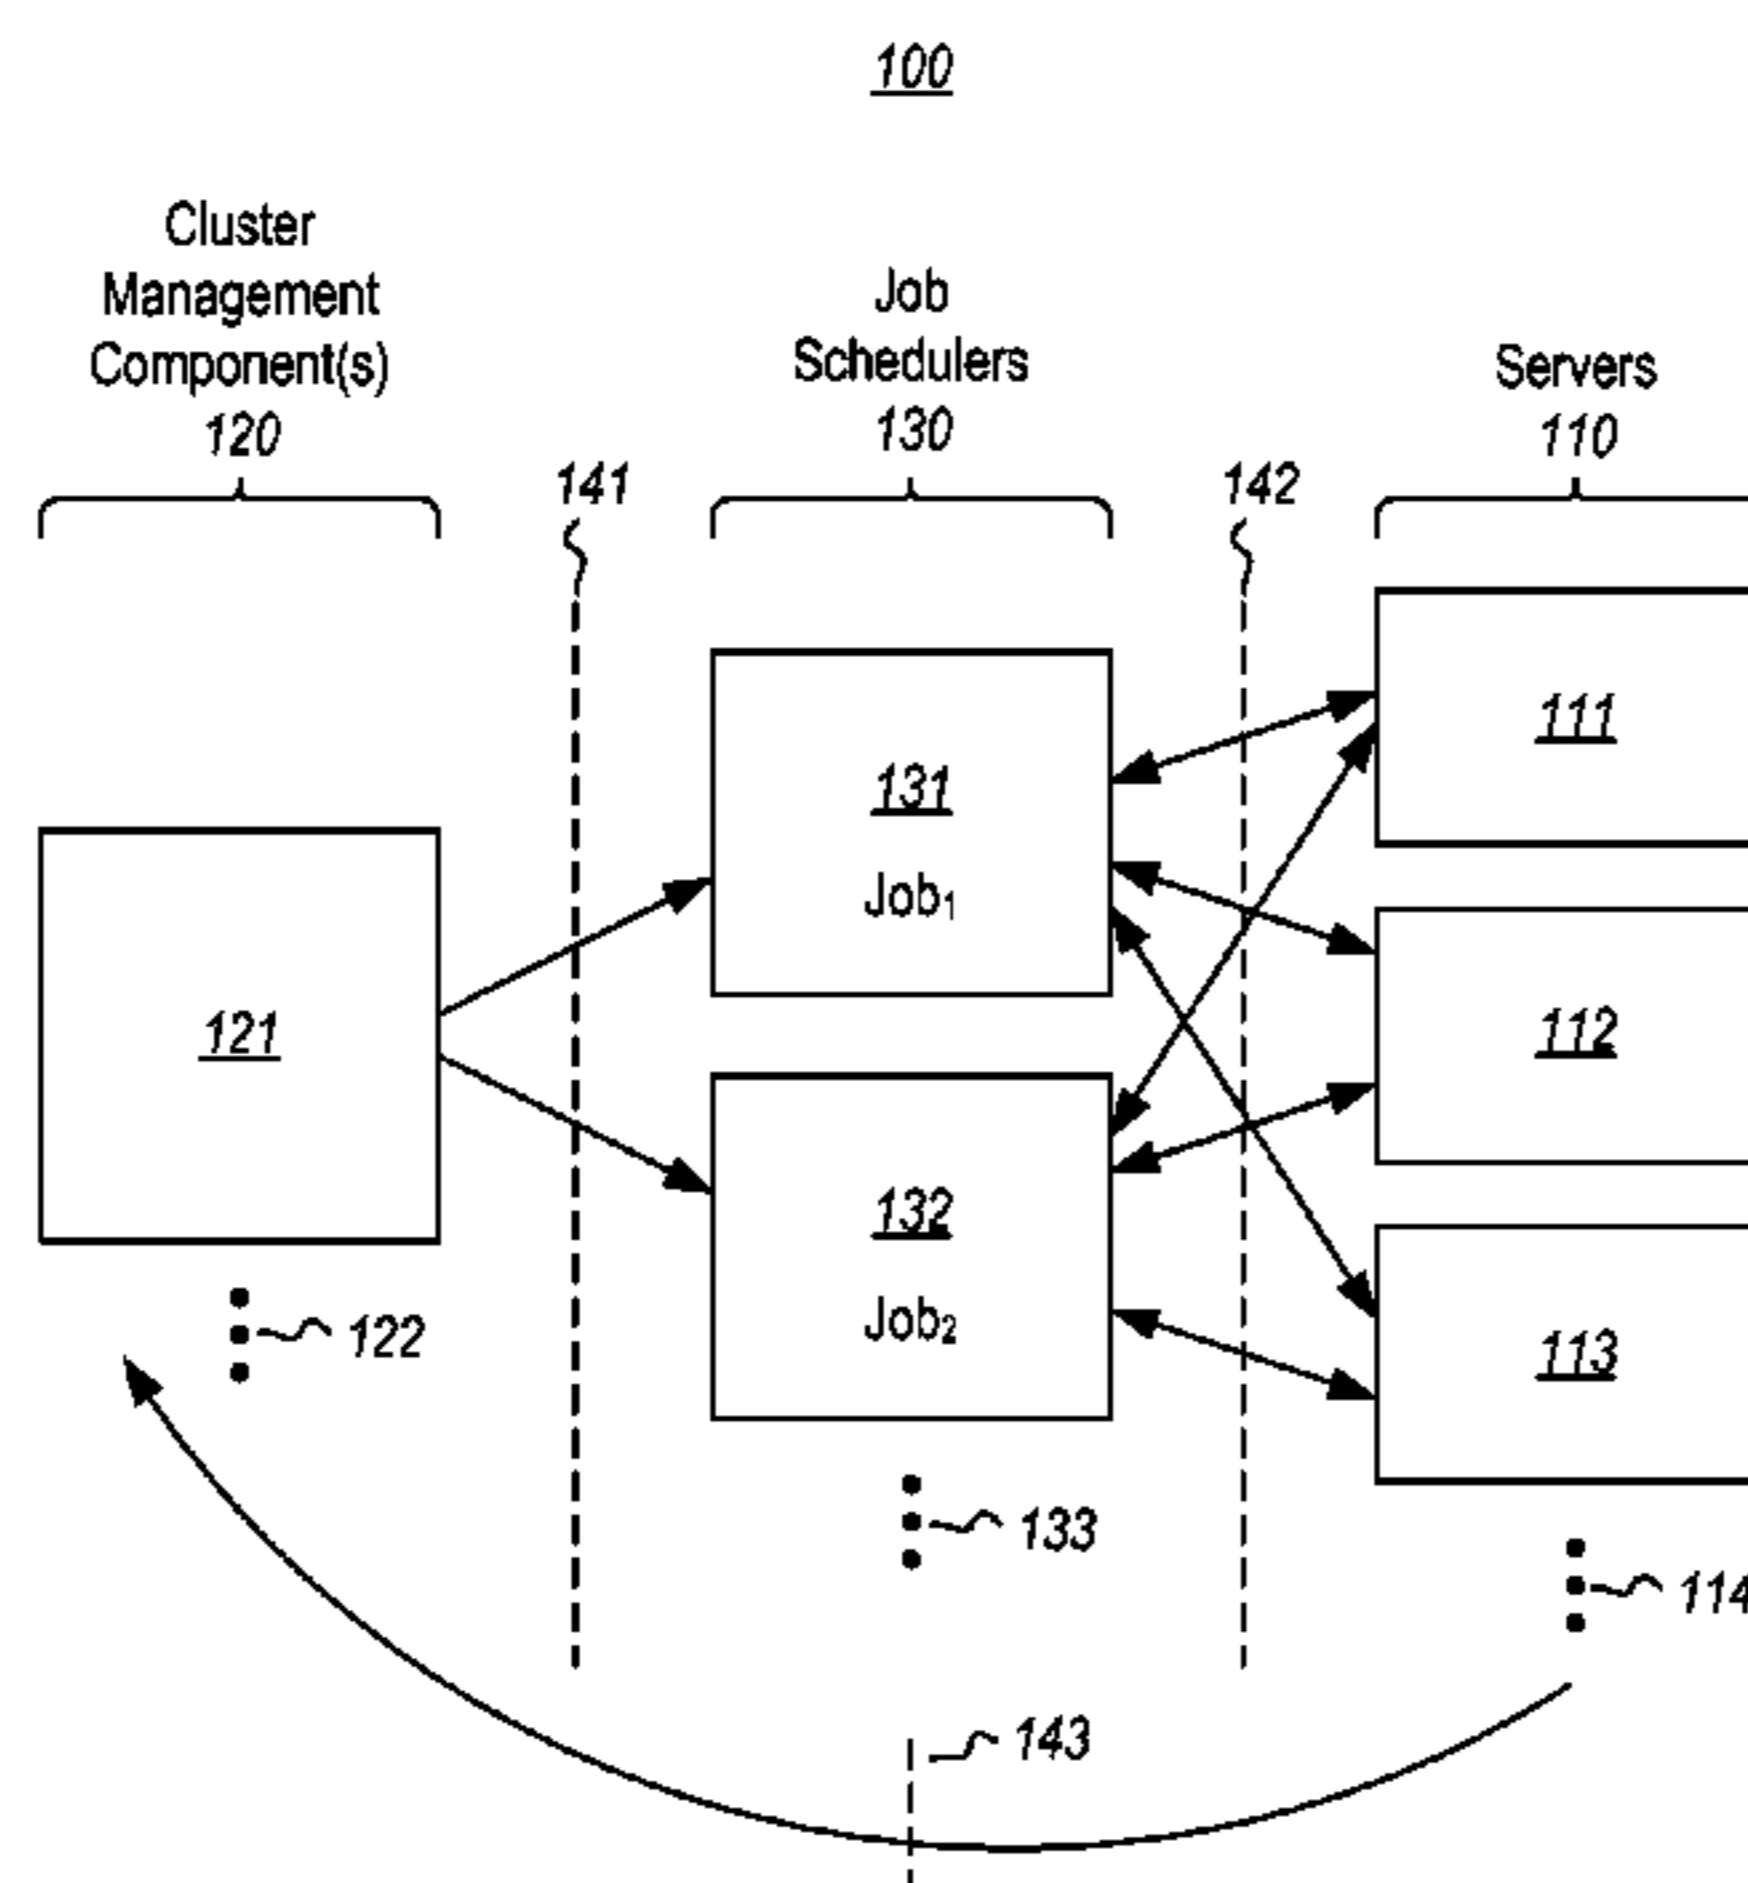 100
Cluster
Management
Component(s)
120
Job
Schedulers
130
Servers
110
141
142
111
131
Job₁
121
112
132
Job₂
113
122
133
114
143